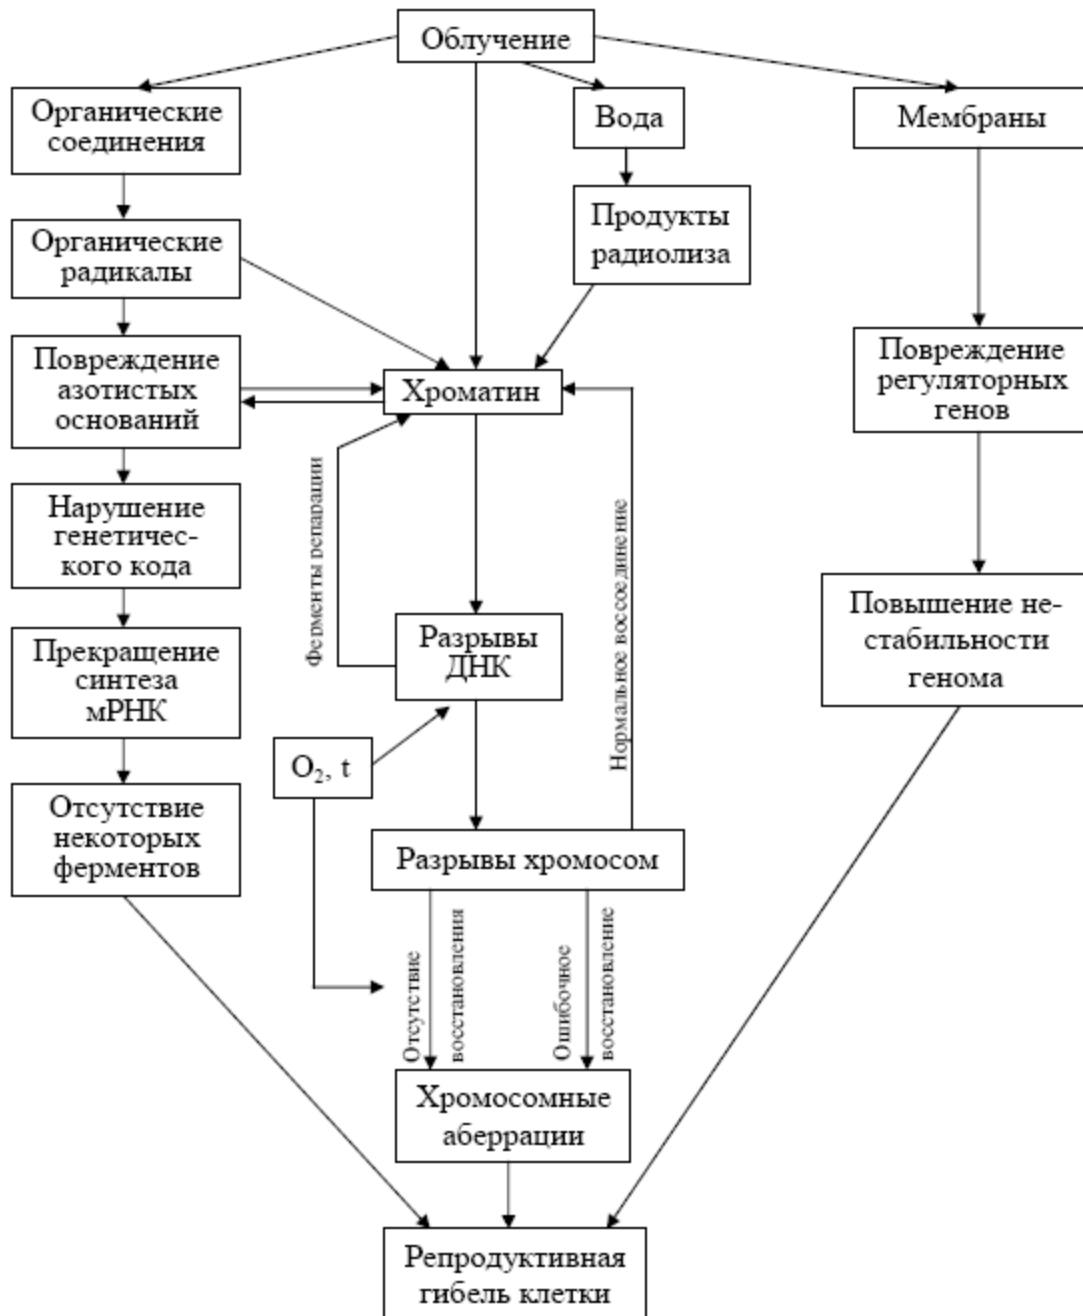 Облучение
Органические
соединения
Вода
Мембраны
Продукты
радиолиза
Органические
радикалы
Повреждение
азотистых
оснований
Хроматин
Повреждение
регуляторных
генов
Ферменты репарации
Нормальное воссоединение
Нарушение
генетичес-
кого кода
Разрывы
ДНК
Повышение не-
стабильности
генома
Прекращение
синтеза
мРНК
O₂, t
Отсутствие
некоторых
ферментов
Разрывы хромосом
Отсутствие
восстановления
Ошибочное
восстановление
Хромосомные
аберрации
Репродуктивная
гибель клетки